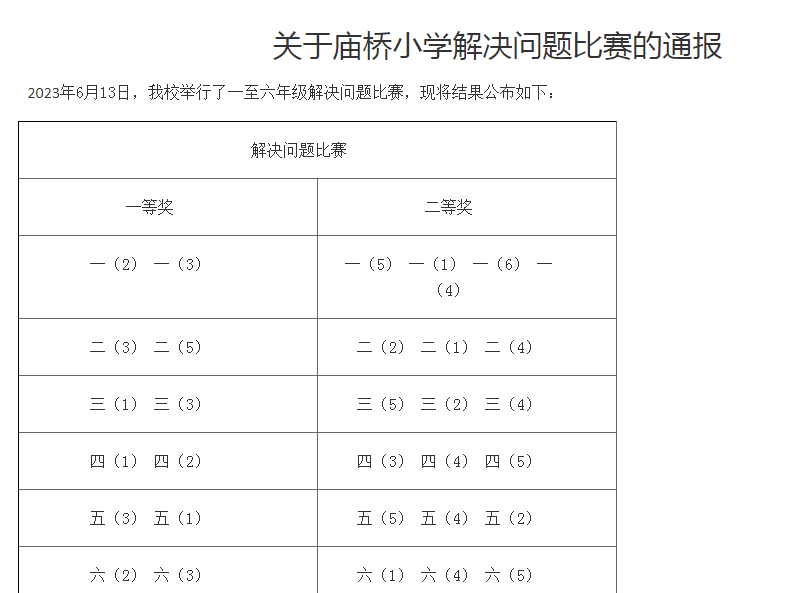 关于庙桥小学解决问题比赛的通报
2023年6月13日，我校举行了一至六年级解决问题比赛，现将结果公布如下：
解决问题比赛
一等奖 二等奖
一（2） 一（3） 一（5） 一（1） 一（6） 一
（4）
二（3） 二（5） 二（2） 二（1） 二（4）
三（1） 三（3） 三（5） 三（2） 三（4）
四（1） 四（2） 四（3） 四（4） 四（5）
五（3） 五（1） 五（5） 五（4） 五（2）
六（2） 六（3） 六（1） 六（4） 六（5）